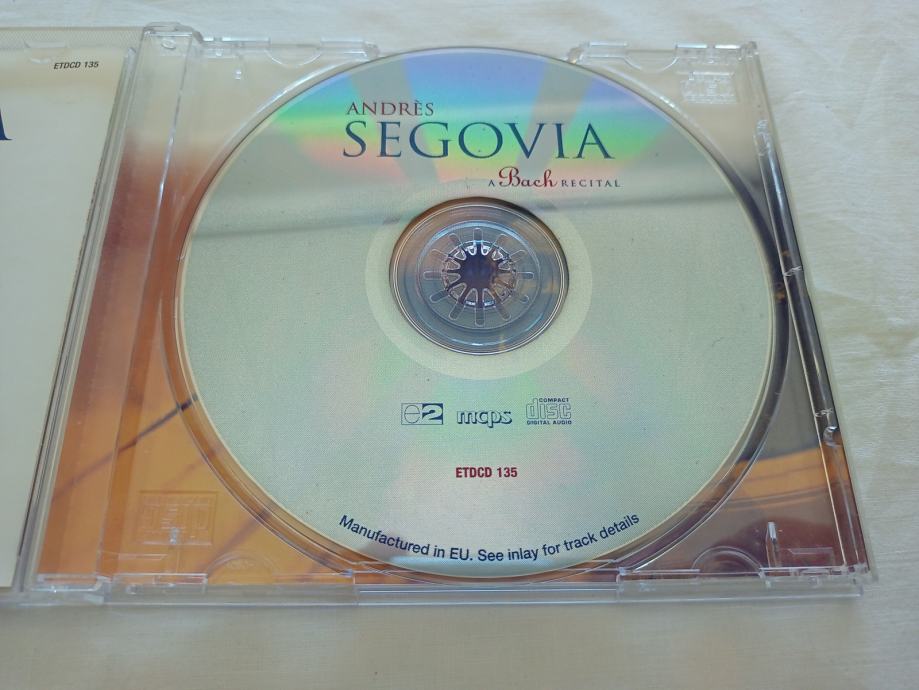 ETDCD 135
ANDRÈS
SEGOVIA
A Bach RECITAL
e2 mcps COMPACT disc DIGITAL AUDIO
ETDCD 135
Manufactured in EU. See inlay for track details